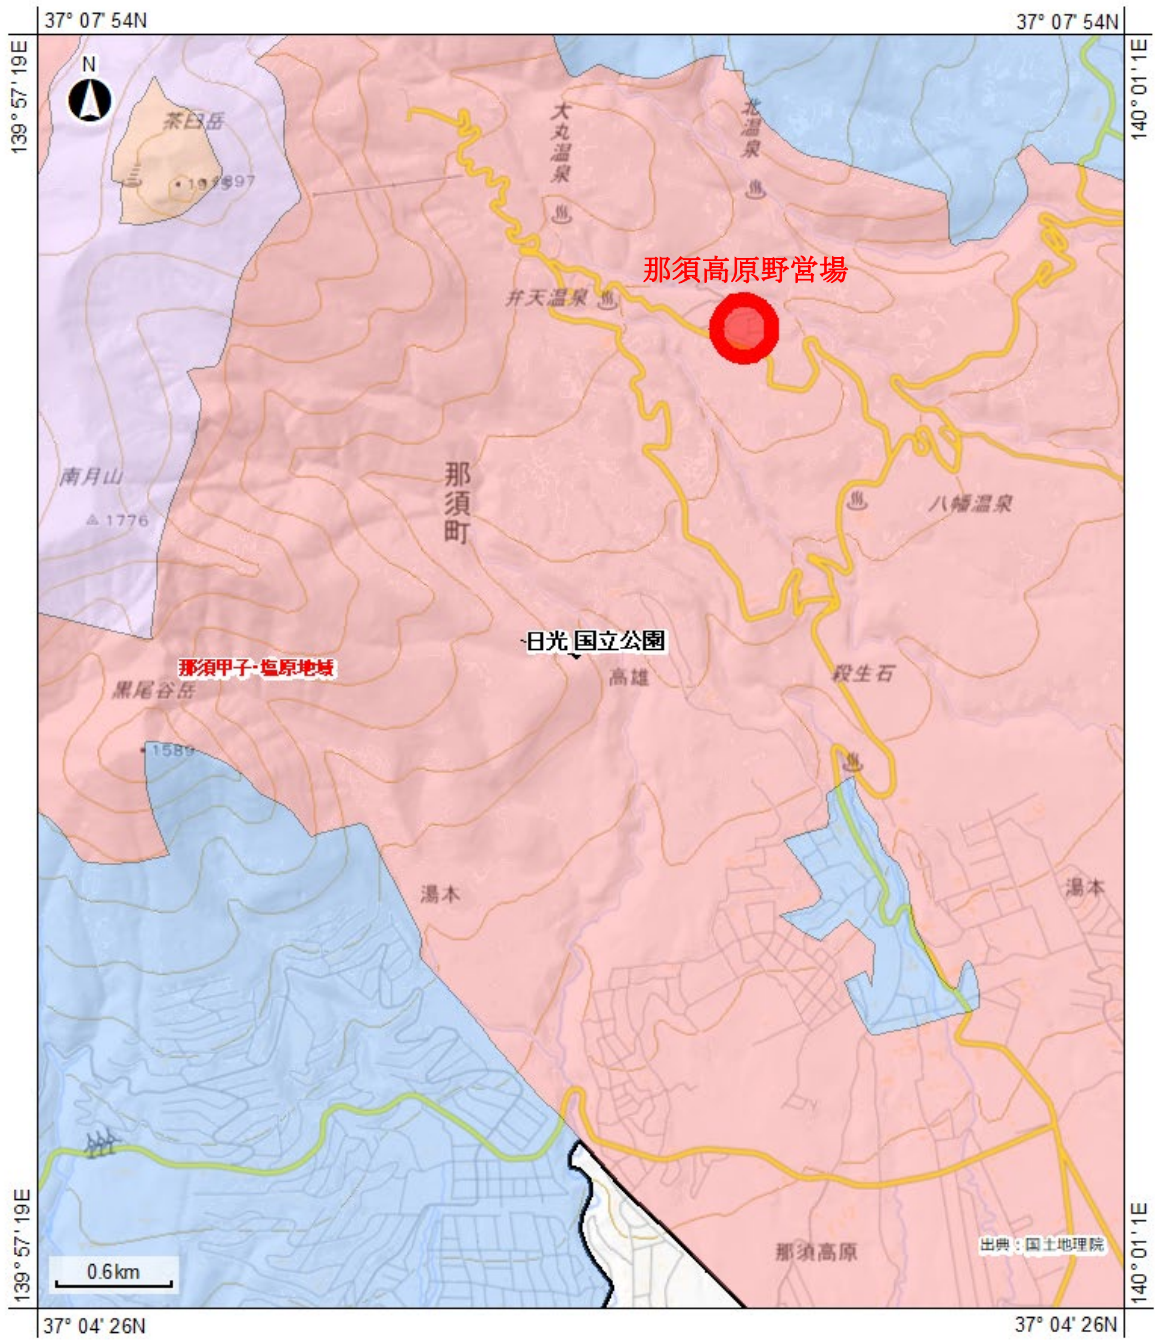 37° 07' 54N
37° 07' 54N
139° 57' 19E
140° 01' 1E
N
茶臼岳
1897
大丸温泉
北温泉
那須高原野営場
弁天温泉
南月山
1776
那須町
八幡温泉
日光国立公園
那須甲子・塩原地域
高雄
殺生石
黒尾谷岳
1589
湯本
湯本
那須高原
出典：国土地理院
0.6km
139° 57' 19E
140° 01' 1E
37° 04' 26N
37° 04' 26N